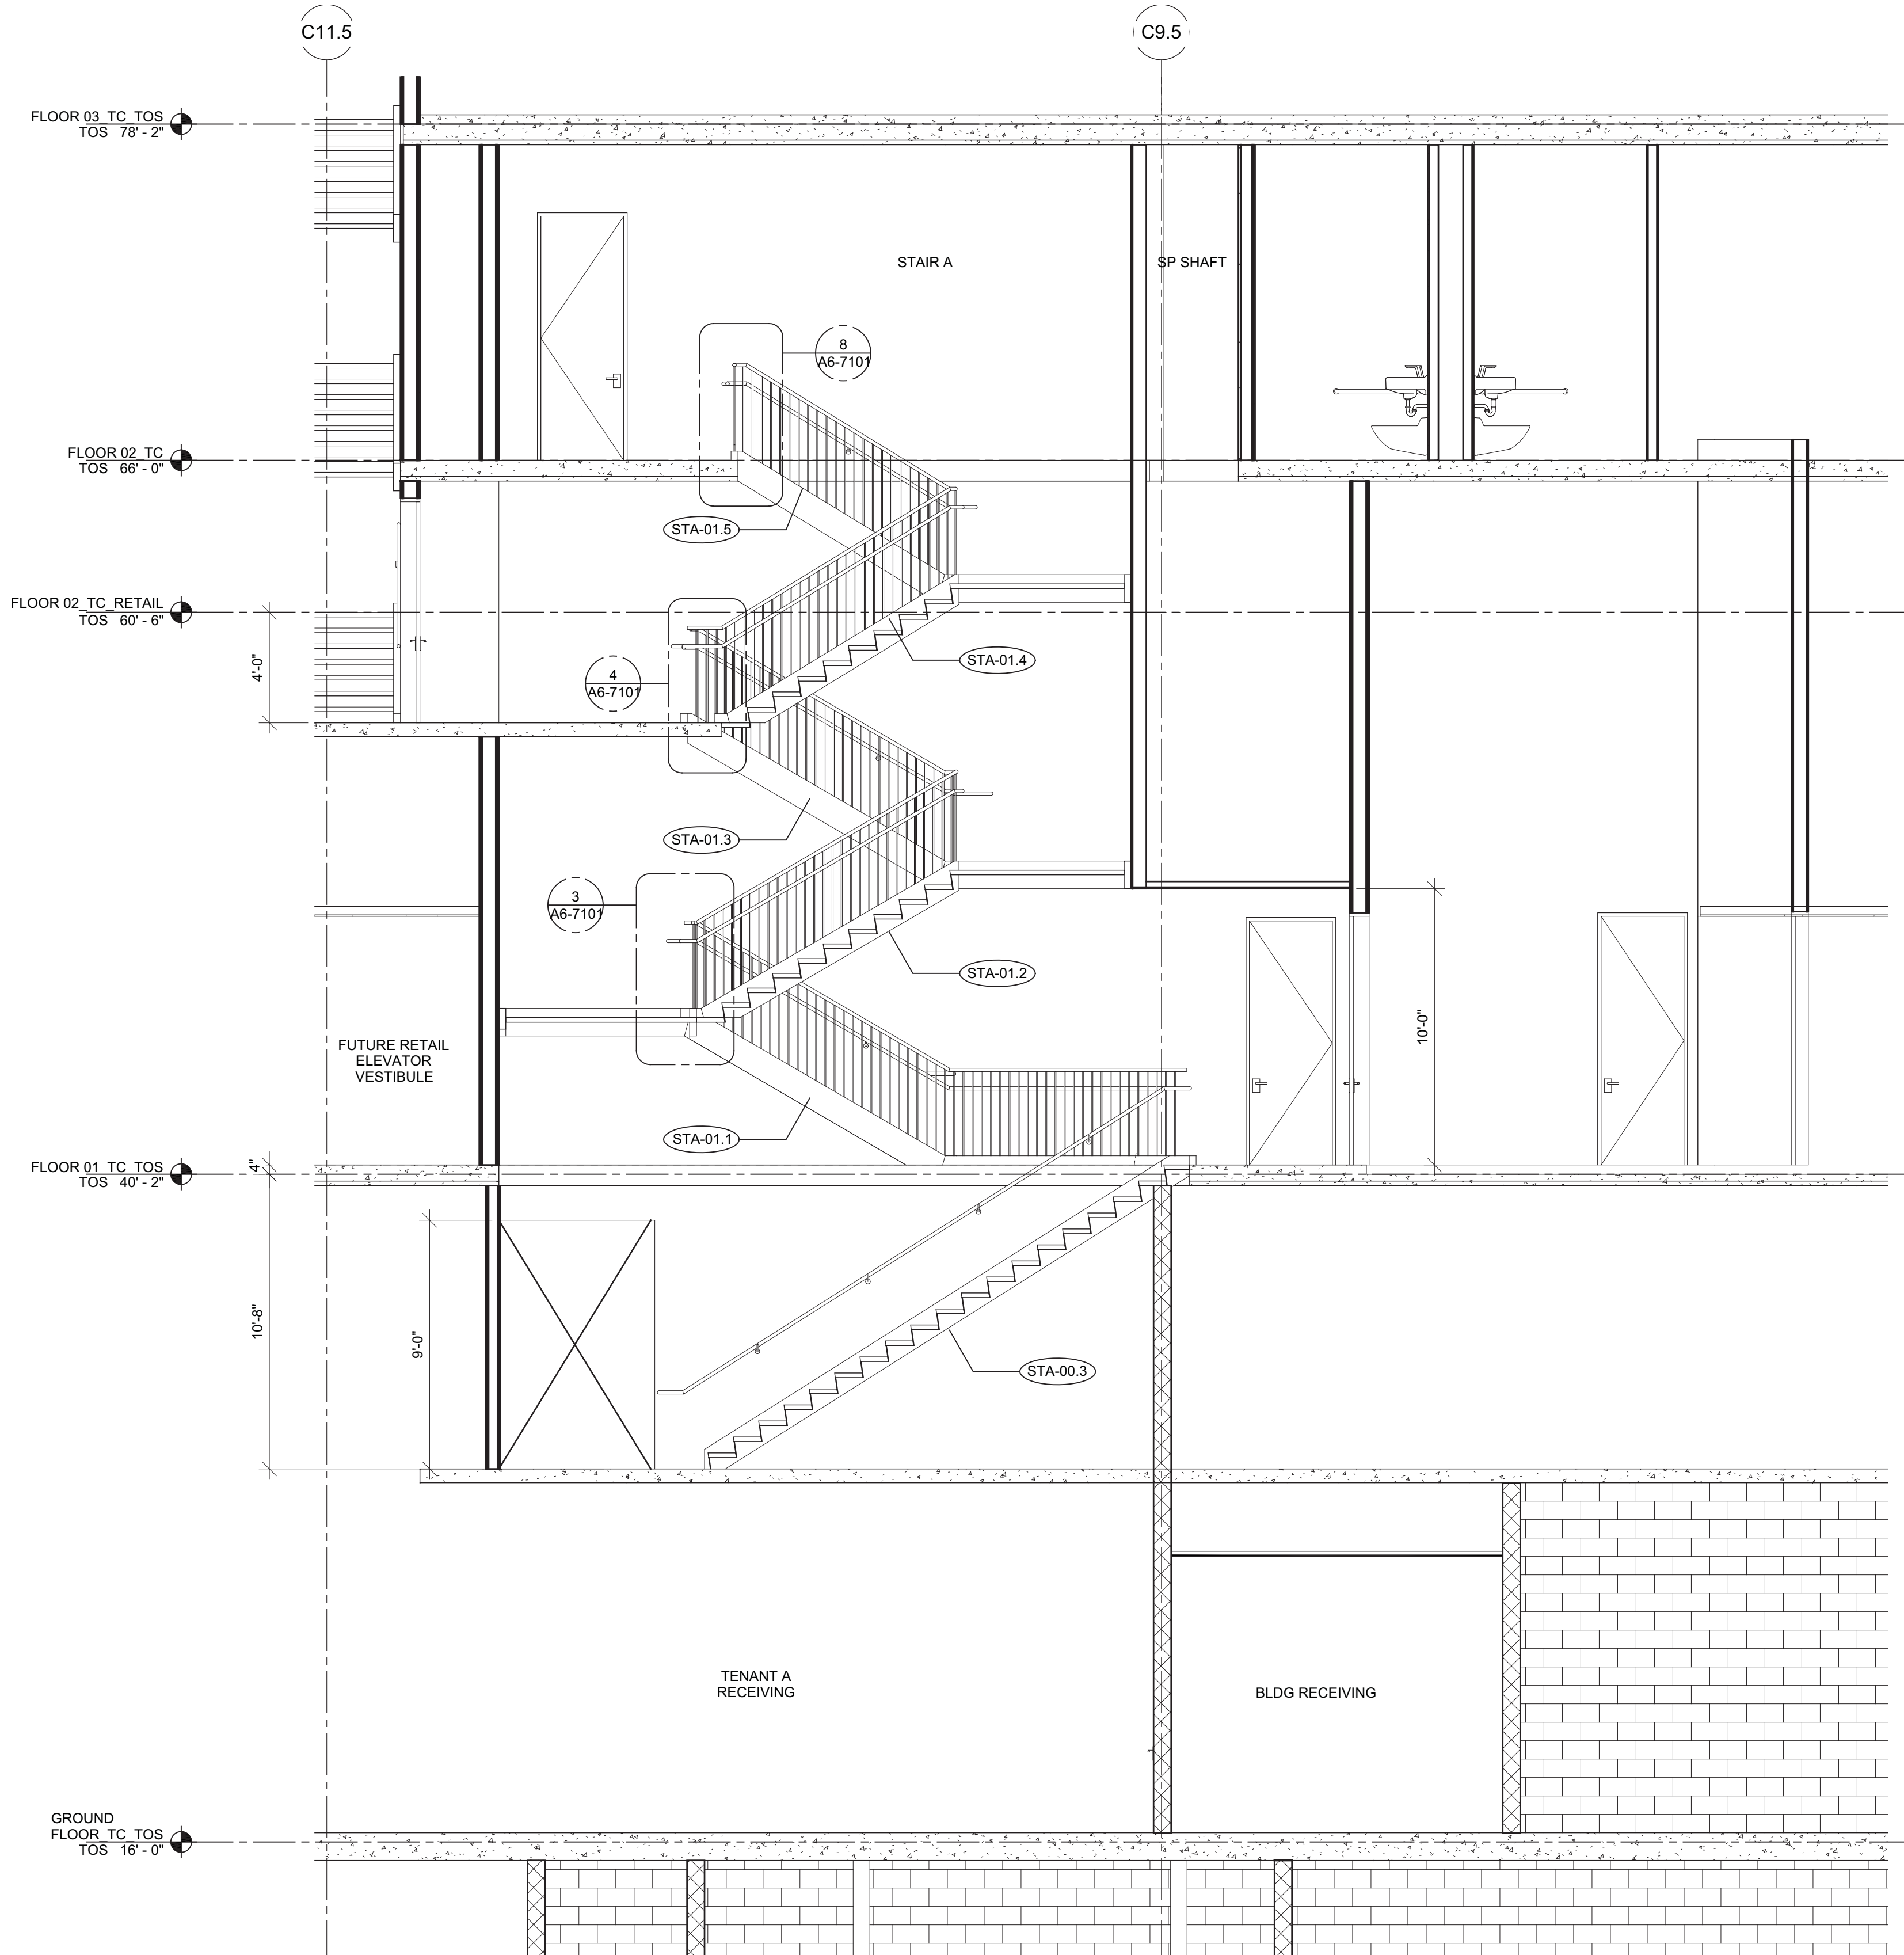 C11.5
C9.5
FLOOR 03_TC_TOS
TOS 78' - 2"
STAIR A
SP SHAFT
8
A6-7101
FLOOR 02_TC
TOS 66' - 0"
STA-01.5
FLOOR 02_TC_RETAIL
TOS 60' - 6"
4'-0"
4
A6-7101
STA-01.4
STA-01.3
3
A6-7101
STA-01.2
FUTURE RETAIL
ELEVATOR
VESTIBULE
10'-0"
STA-01.1
FLOOR 01_TC_TOS
TOS 40' - 2"
4"
10'-8"
9'-0"
STA-00.3
TENANT A
RECEIVING
BLDG RECEIVING
GROUND
FLOOR_TC_TOS
TOS 16' - 0"